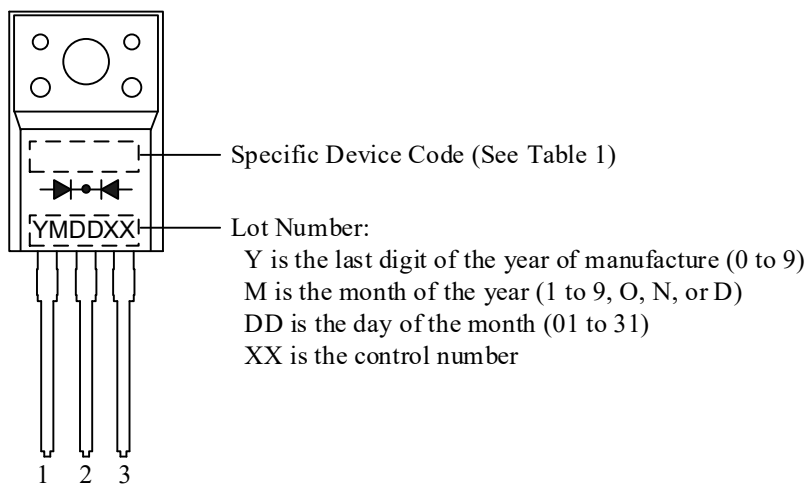 Specific Device Code (See Table 1)
YMDDXX
Lot Number:
Y is the last digit of the year of manufacture (0 to 9)
M is the month of the year (1 to 9, O, N, or D)
DD is the day of the month (01 to 31)
XX is the control number
1 2 3